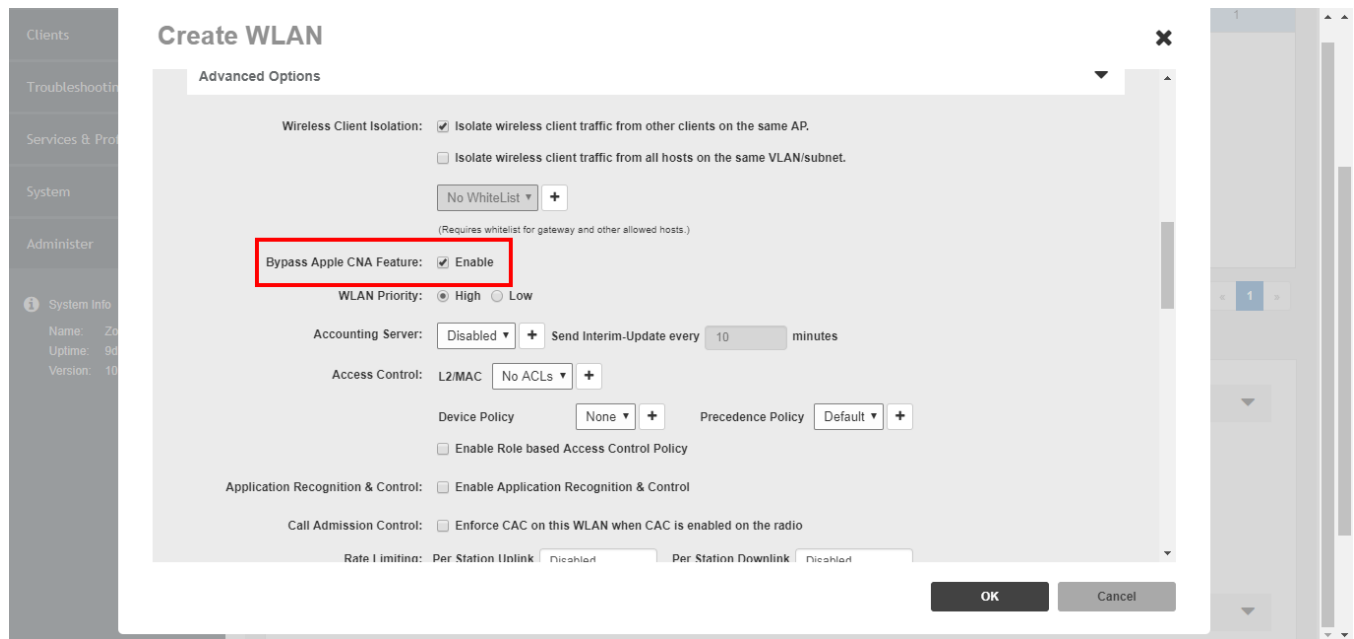 Clients
Troubleshootin
Services & Prof
System
Administer
System Info
Name: Zo
Uptime: 9d
Version: 10
Create WLAN
Advanced Options
Wireless Client Isolation: Isolate wireless client traffic from other clients on the same AP.
Isolate wireless client traffic from all hosts on the same VLAN/subnet.
No WhiteList +
(Requires whitelist for gateway and other allowed hosts.)
Bypass Apple CNA Feature: Enable
WLAN Priority: High Low
Accounting Server: Disabled + Send Interim-Update every 10 minutes
Access Control: L2/MAC No ACLs +
Device Policy None + Precedence Policy Default +
Enable Role based Access Control Policy
Application Recognition & Control: Enable Application Recognition & Control
Call Admission Control: Enforce CAC on this WLAN when CAC is enabled on the radio
Rate Limiting: Per Station Uplink Disabled Per Station Downlink Disabled
OK Cancel
1
« 1 »